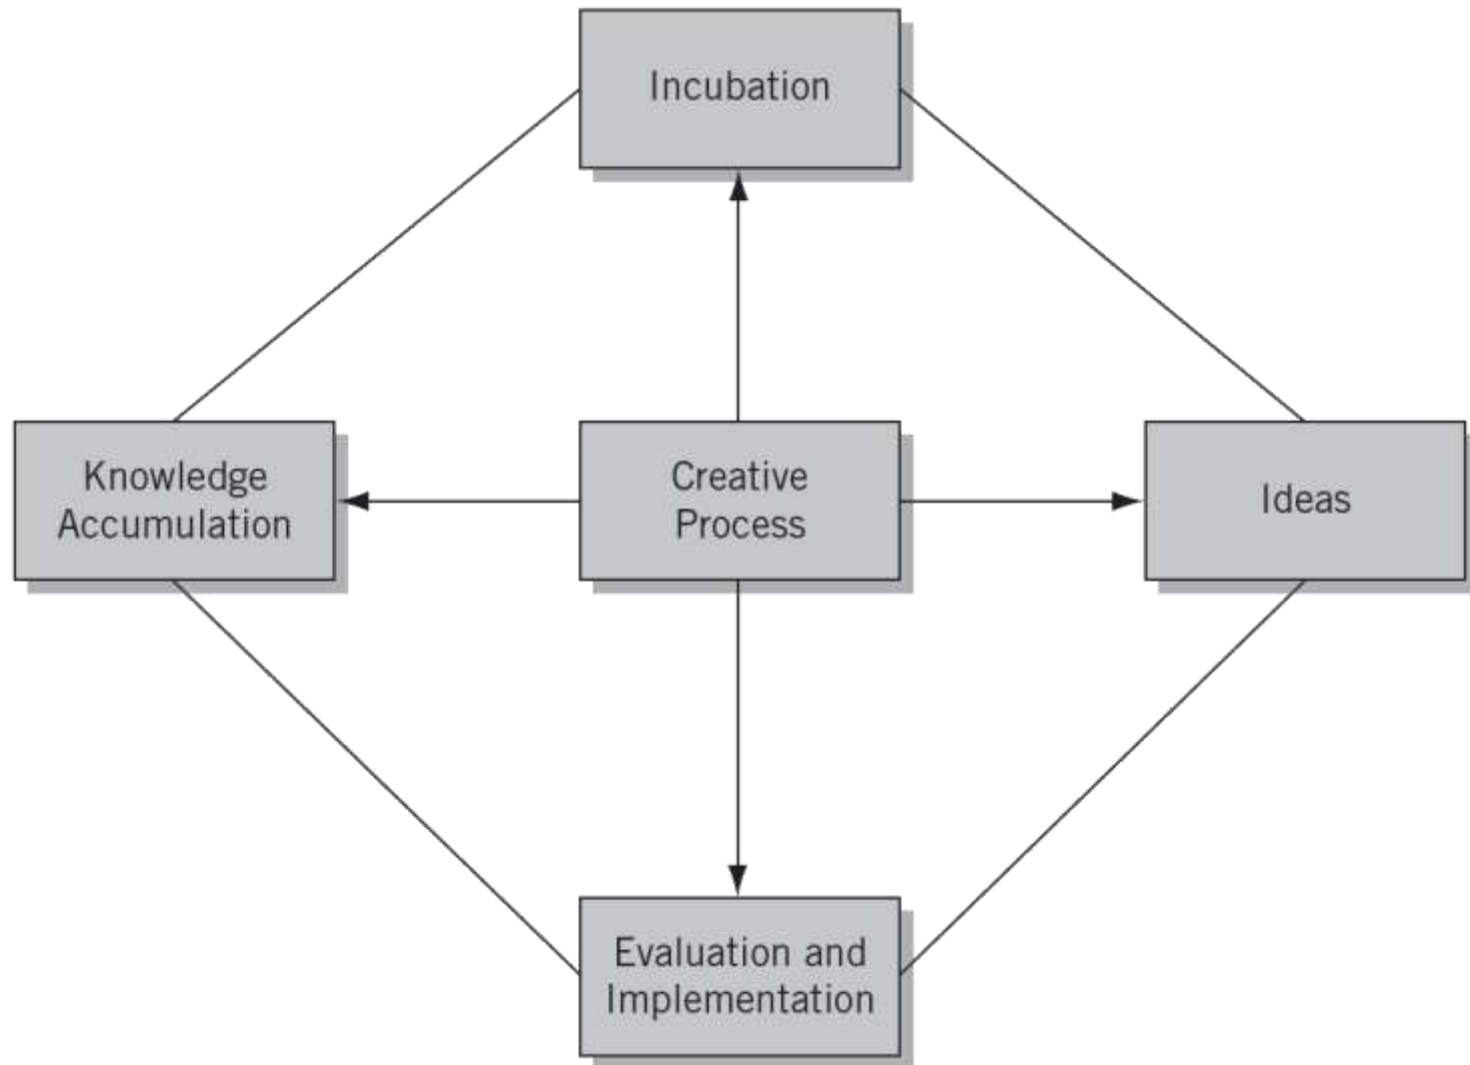 Incubation
Knowledge
Accumulation
Creative
Process
Ideas
Evaluation and
Implementation